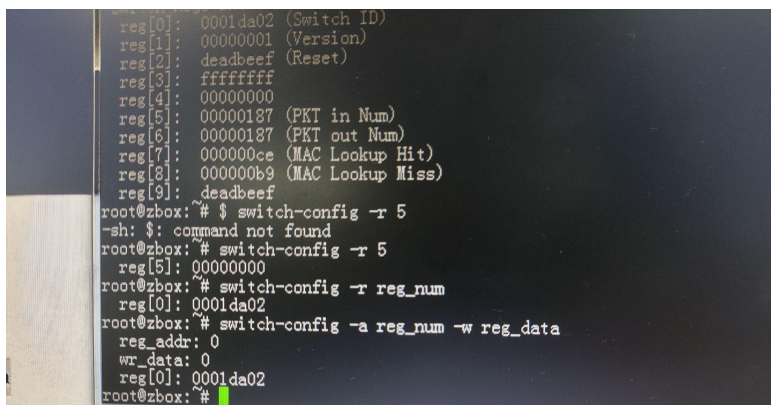 reg[0]: 0001da02 (Switch ID)
reg[1]: 00000001 (Version)
reg[2]: deadbeef (Reset)
reg[3]: ffffffff
reg[4]: 00000000
reg[5]: 00000187 (PKT in Num)
reg[6]: 00000187 (PKT out Num)
reg[7]: 000000ce (MAC Lookup Hit)
reg[8]: 000000b9 (MAC Lookup Miss)
reg[9]: deadbeef
root@zbox:~# $ switch-config -r 5
-sh: $: command not found
root@zbox:~# switch-config -r 5
reg[5]: 00000000
root@zbox:~# switch-config -r reg_num
reg[0]: 0001da02
root@zbox:~# switch-config -a reg_num -w reg_data
reg_addr: 0
wr_data: 0
reg[0]: 0001da02
root@zbox:~#